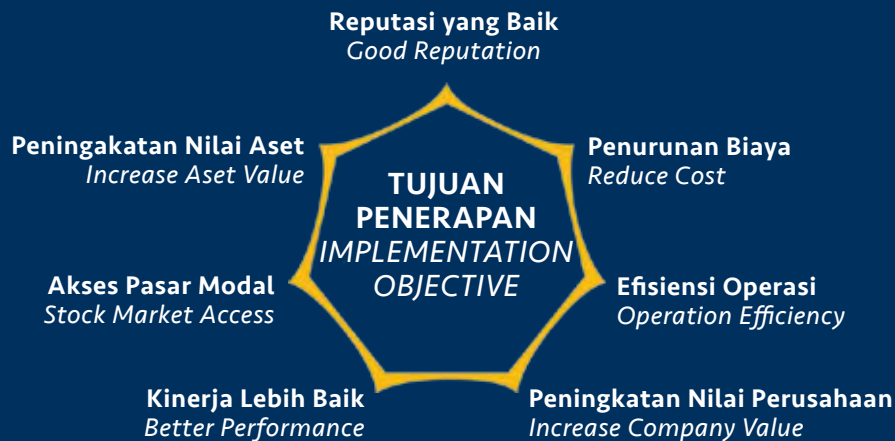 Reputasi yang Baik
Good Reputation
Peningakatan Nilai Aset
Increase Aset Value
Penurunan Biaya
Reduce Cost
TUJUAN
PENERAPAN
IMPLEMENTATION
OBJECTIVE
Akses Pasar Modal
Stock Market Access
Efisiensi Operasi
Operation Efficiency
Kinerja Lebih Baik
Better Performance
Peningkatan Nilai Perusahaan
Increase Company Value